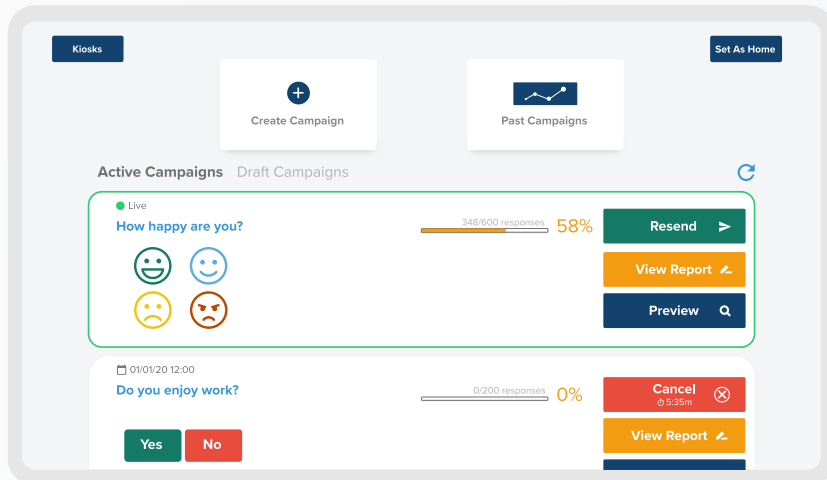 Kiosks
Set As Home
Create Campaign
Past Campaigns
Active Campaigns Draft Campaigns
Live
How happy are you?
348/600 responses 58%
Resend
View Report
Preview
01/01/20 12:00
Do you enjoy work?
0/200 responses 0%
Cancel
5:35m
View Report
Yes No